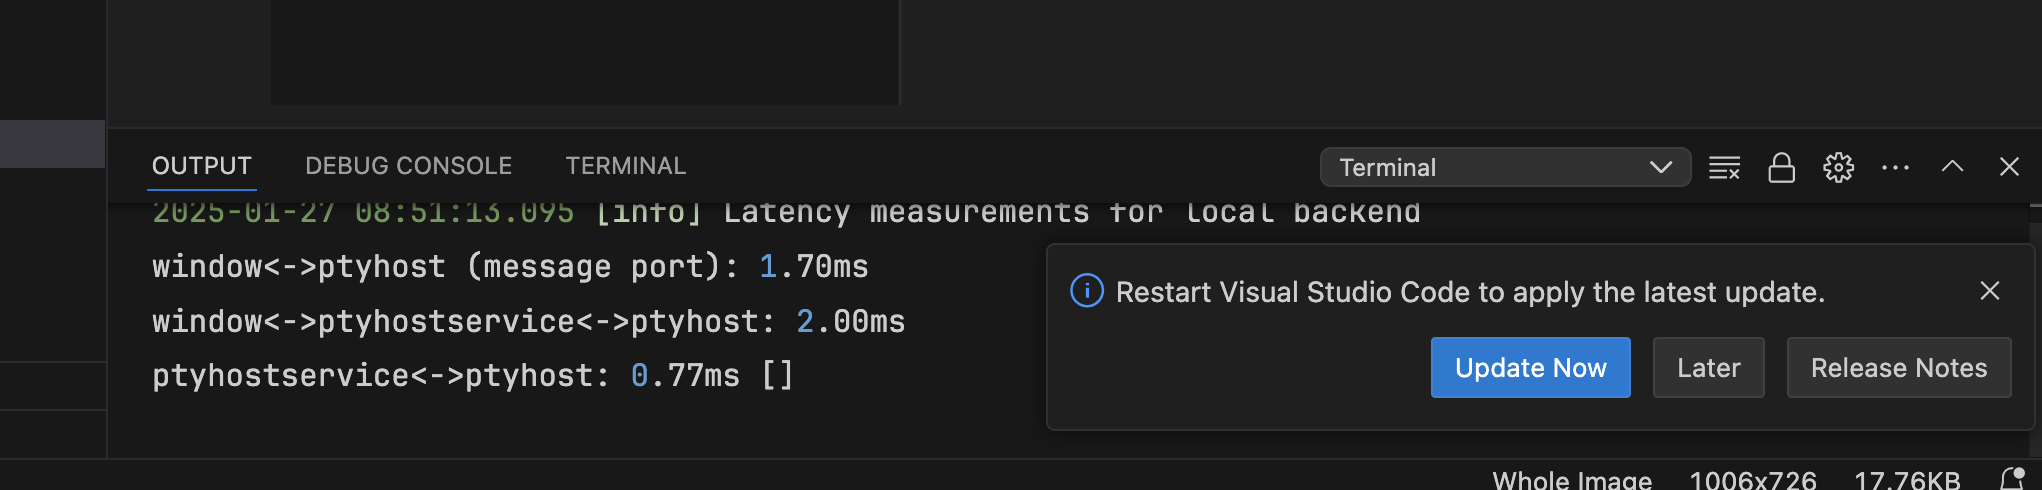 OUTPUT DEBUG CONSOLE TERMINAL Terminal
2025-01-27 08:51:13.095 [info] Latency measurements for local backend
window<->ptyhost (message port): 1.70ms
window<->ptyhostservice<->ptyhost: 2.00ms
ptyhostservice<->ptyhost: 0.77ms []
Restart Visual Studio Code to apply the latest update.
Update Now Later Release Notes
Whole Image 1006x726 17.76KB